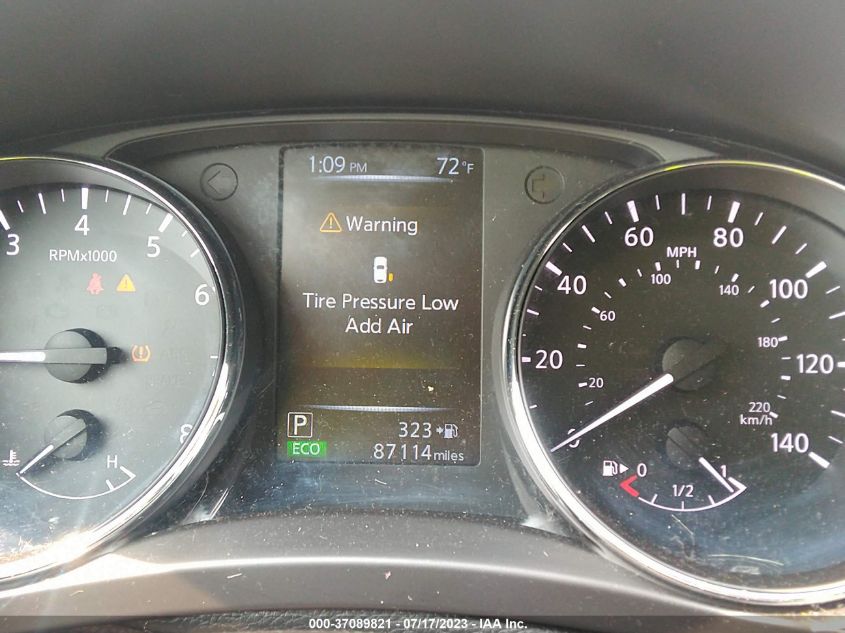 1:09 PM 72°F
Warning
Tire Pressure Low
Add Air
P
ECO
323
87114 miles
3 4 5 6 8
RPMx1000
H
0 20 40 60 80 100 120 140
MPH
20 60 100 140 180 220
km/h
0 1/2 1
000-37089821 - 07/17/2023 - IAA Inc.